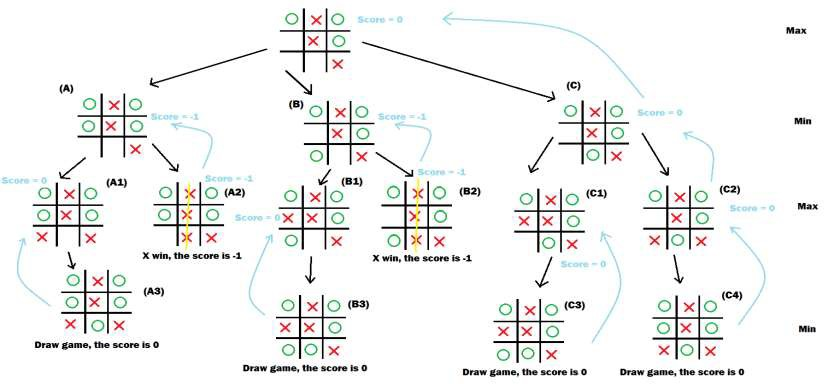 Score = 0
Max
(A)
(B)
(C)
Score = -1
Score = -1
Score = 0
Min
Score = 0
(A1)
Score = -1
(A2)
(B1)
Score = -1
(B2)
(C1)
(C2)
Max
Score = 0
Score = 0
X win, the score is -1
X win, the score is -1
Score = 0
(A3)
(B3)
(C3)
(C4)
Min
Draw game, the score is 0
Draw game, the score is 0
Draw game, the score is 0
Draw game, the score is 0